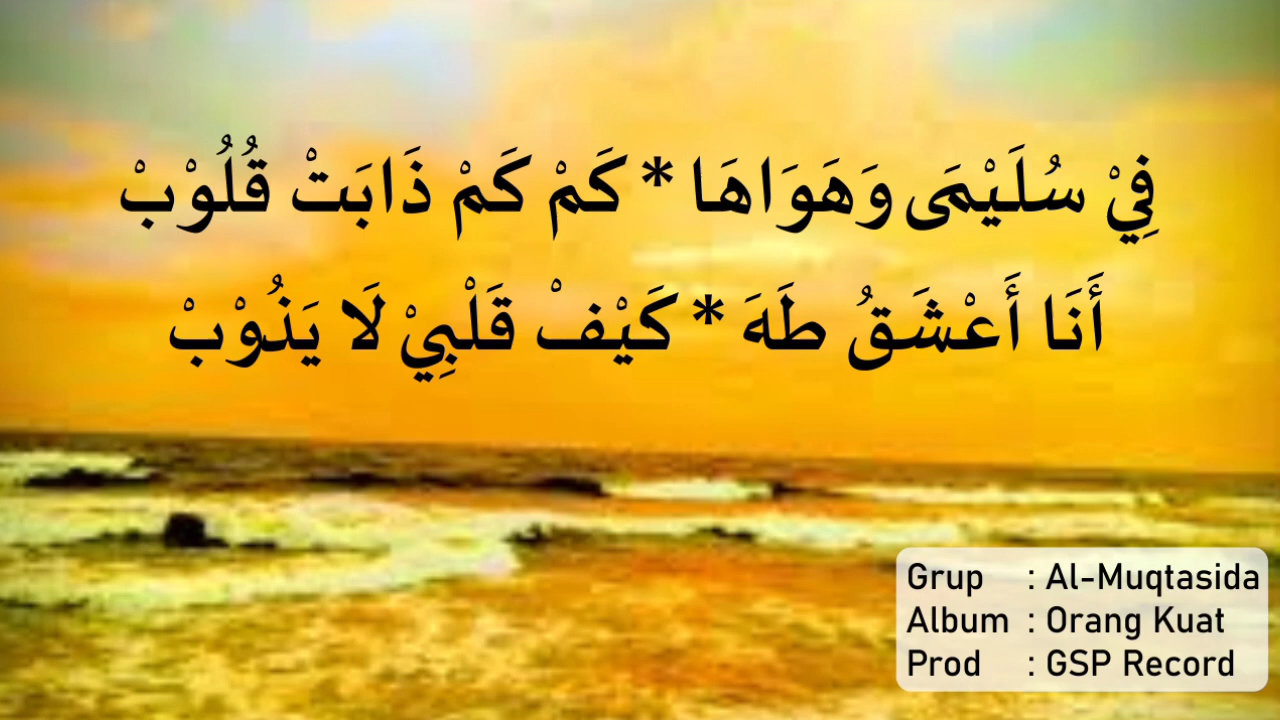 فِيْ سُلَيْمَى وَهَوَاهَا * كَمْ كَمْ ذَابَتْ قُلُوْبْ
أَنَا أَعْشَقُ طَهَ * كَيْفْ قَلْبِيْ لَا يَذُوْبْ
Grup : Al-Muqtasida
Album : Orang Kuat
Prod : GSP Record